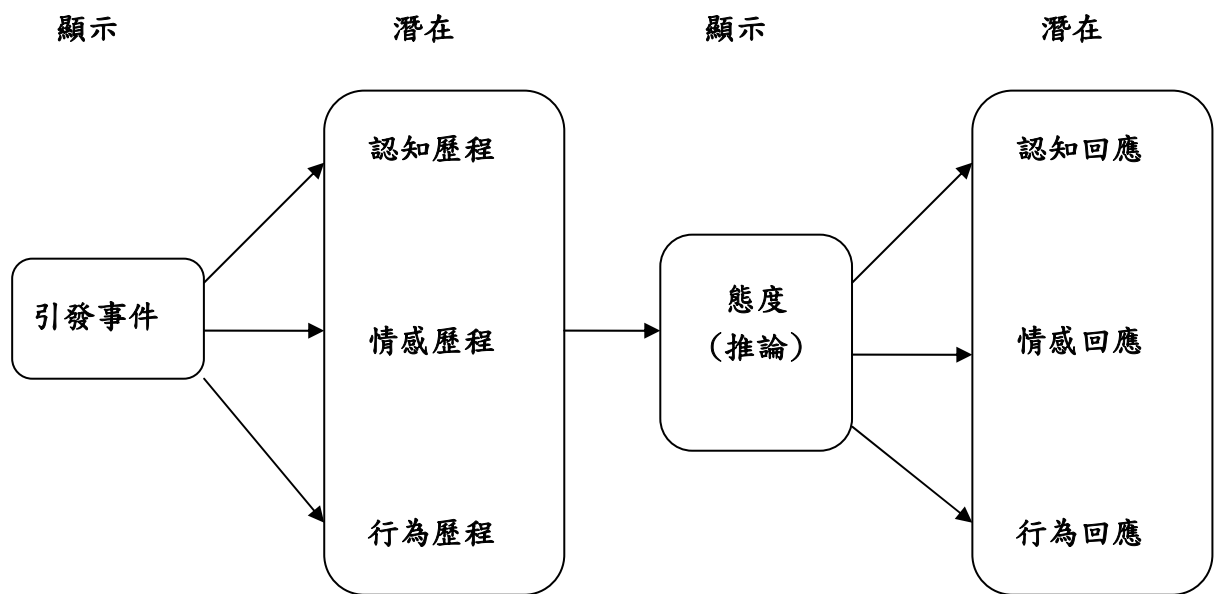 顯示
潛在
顯示
潛在
引發事件
認知歷程
情感歷程
行為歷程
態度
(推論)
認知回應
情感回應
行為回應